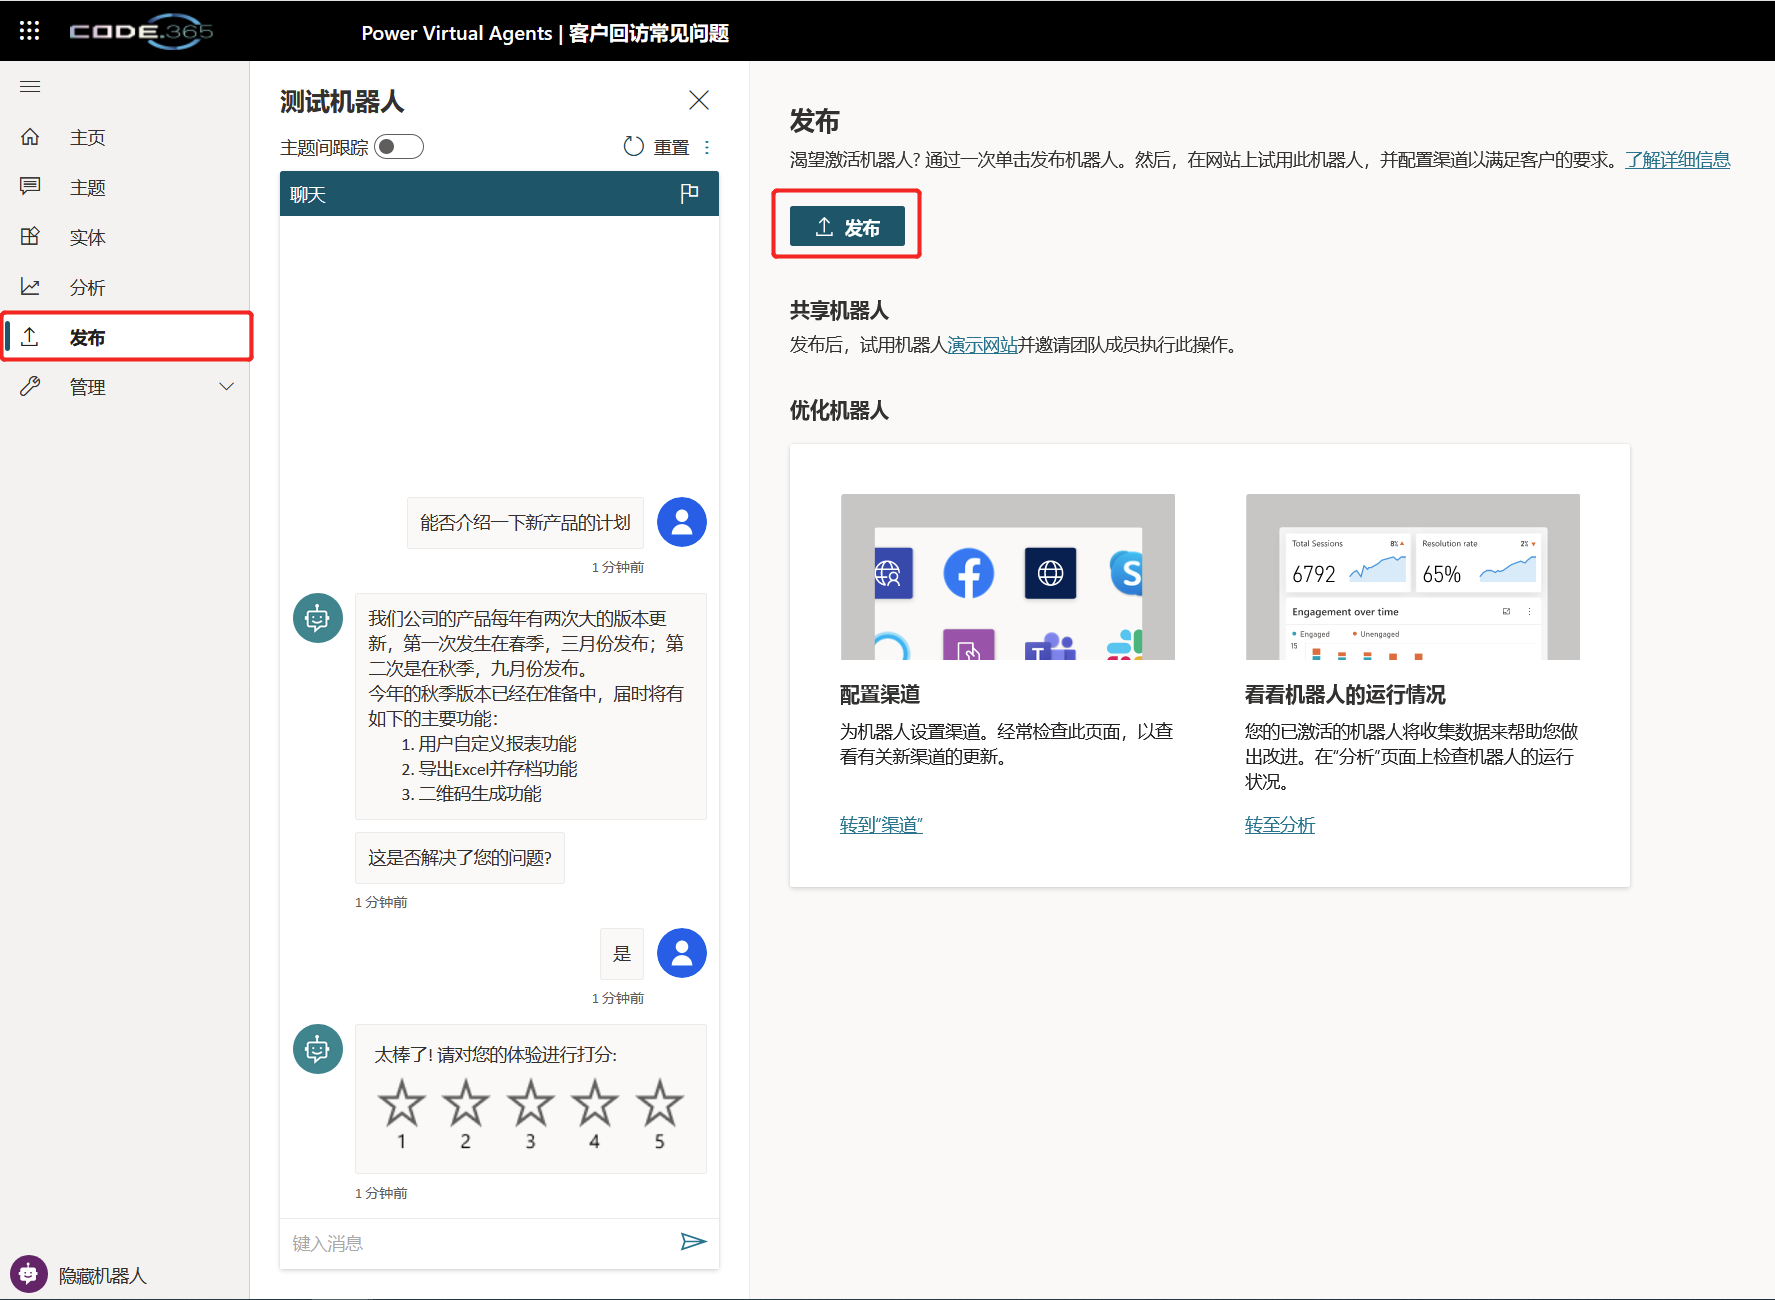 CODE.365
Power Virtual Agents | 客户回访常见问题
主页
主题
实体
分析
发布
管理
隐藏机器人
测试机器人
主题间跟踪
重置
聊天
能否介绍一下新产品的计划
1 分钟前
我们公司的产品每年有两次大的版本更
新，第一次发生在春季，三月份发布；第
二次是在秋季，九月份发布。
今年的秋季版本已经在准备中，届时将有
如下的主要功能：
1. 用户自定义报表功能
2. 导出Excel并存档功能
3. 二维码生成功能
这是否解决了您的问题?
1 分钟前
是
1 分钟前
太棒了! 请对您的体验进行打分:
1 2 3 4 5
1 分钟前
键入消息
发布
渴望激活机器人? 通过一次单击发布机器人。然后，在网站上试用此机器人，并配置渠道以满足客户的要求。了解详细信息
发布
共享机器人
发布后，试用机器人演示网站并邀请团队成员执行此操作。
优化机器人
S
T
配置渠道
为机器人设置渠道。经常检查此页面，以查
看有关新渠道的更新。
转到“渠道”
Total Sessions 8%
6792
Resolution rate 2%
65%
Engagement over time
Engaged Unengaged
15
看看机器人的运行情况
您的已激活的机器人将收集数据来帮助您做
出改进。在“分析”页面上检查机器人的运行
状况。
转至分析